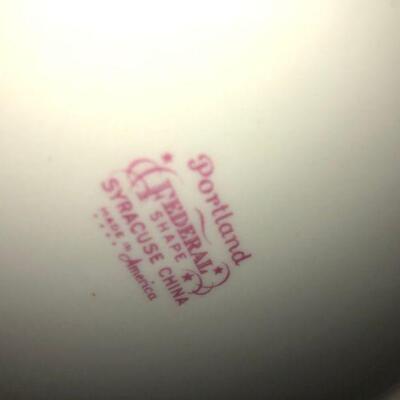 Portland
FEDERAL
SHAPE
SYRACUSE CHINA
MADE in America